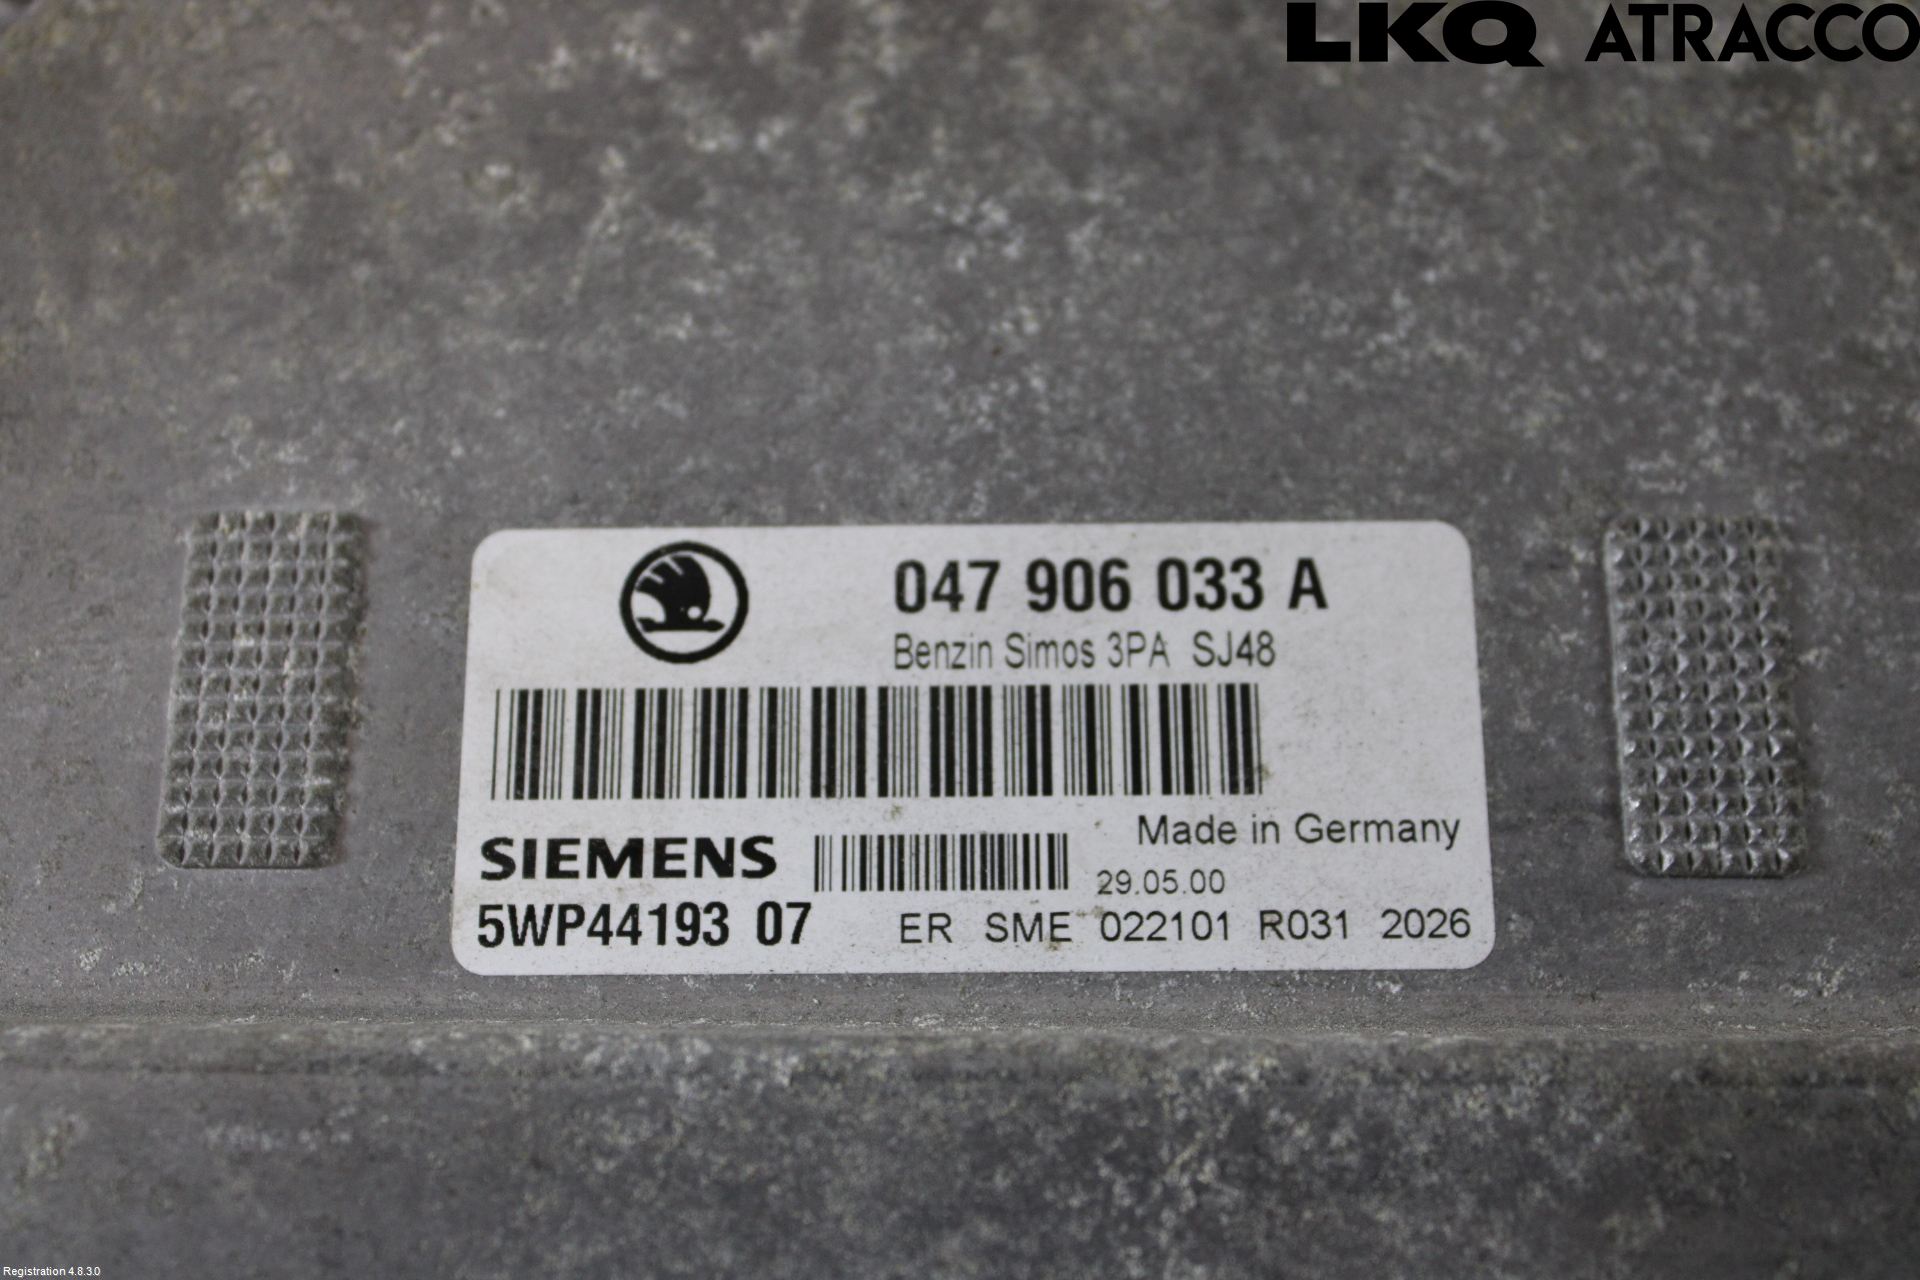 LKQ ATRACCO
047 906 033 A
Benzin Simos 3PA SJ48
Made in Germany
SIEMENS
29.05.00
5WP44193 07 ER SME 022101 R031 2026
Registration 4.8.3.0